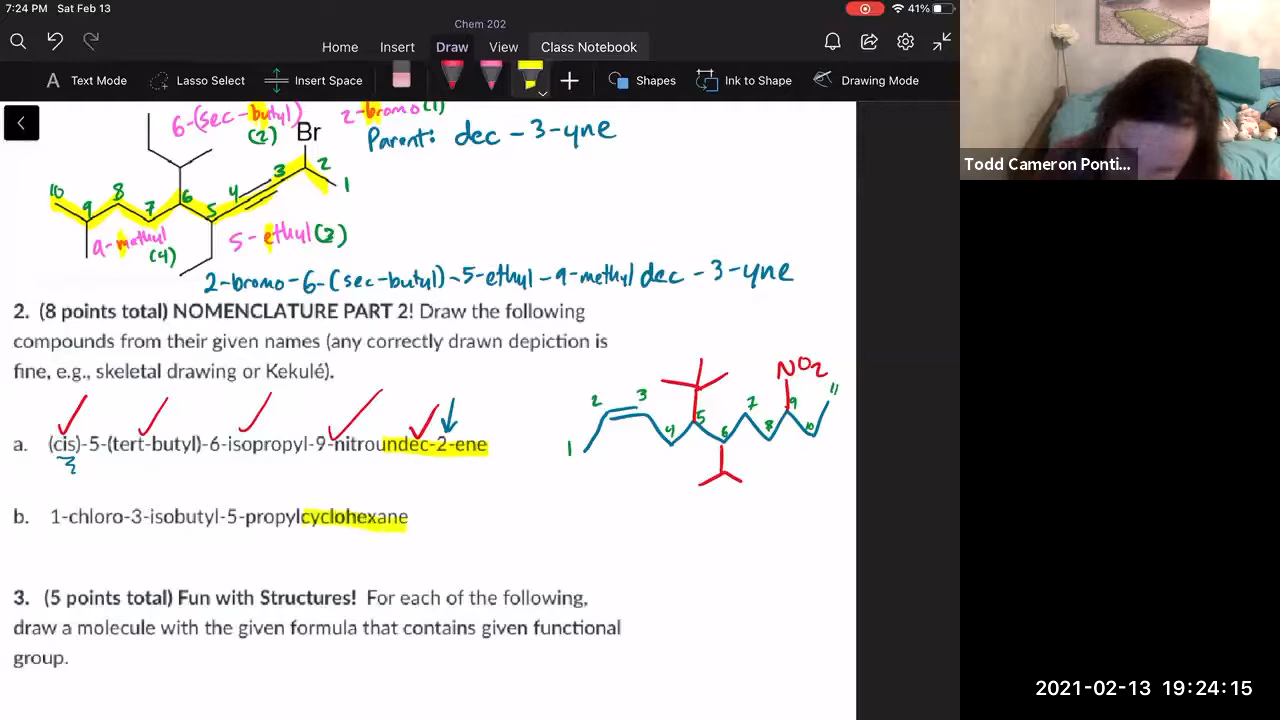 7:24 PM Sat Feb 13
41%
Chem 202
Home Insert Draw View Class Notebook
Text Mode Lasso Select Insert Space Shapes Ink to Shape Drawing Mode
6-(sec-butyl)
(2)
2-bromo(1)
Parent: dec-3-yne
Br
10 9 8 7 6 5 4 3 2 1
9-methyl
(4)
5-ethyl(3)
2-bromo-6-(sec-butyl)-5-ethyl-9-methyldec-3-yne
2. (8 points total) NOMENCLATURE PART 2! Draw the following
compounds from their given names (any correctly drawn depiction is
fine, e.g., skeletal drawing or Kekulé).
a. (cis)-5-(tert-butyl)-6-isopropyl-9-nitroundec-2-ene
NO2
1 2 3 4 5 6 7 8 9 10 11
b. 1-chloro-3-isobutyl-5-propylcyclohexane
3. (5 points total) Fun with Structures! For each of the following,
draw a molecule with the given formula that contains given functional
group.
Todd Cameron Ponti...
2021-02-13 19:24:15